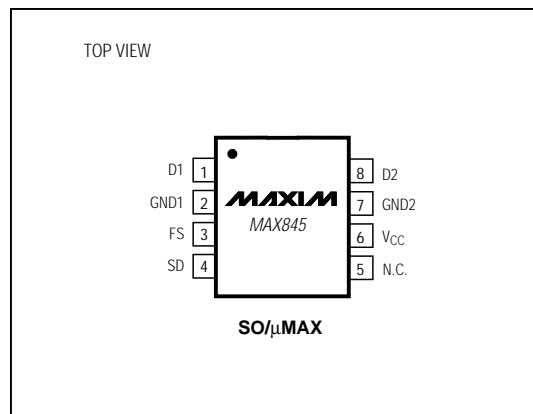 TOP VIEW
D1 1 8 D2
GND1 2 MAXIM 7 GND2
FS 3 MAX845 6 VCC
SD 4 5 N.C.
SO/μMAX